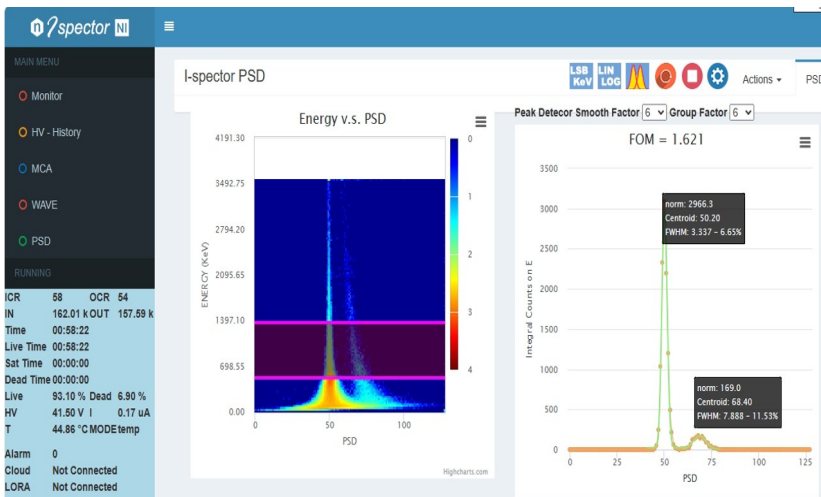 n ?spector NI
MAIN MENU
Monitor
HV - History
MCA
WAVE
PSD
RUNNING
ICR 58 OCR 54
IN 162.01 k OUT 157.59 k
Time 00:58:22
Live Time 00:58:22
Sat Time 00:00:00
Dead Time 00:00:00
Live 93.10 % Dead 6.90 %
HV 41.50 V I 0.17 uA
T 44.86 °C MODE temp
Alarm 0
Cloud Not Connected
LORA Not Connected
I-spector PSD
LSB KeV
LIN LOG
Actions
PSD
Energy v.s. PSD
4191.30
3492.75
2794.20
2095.65
1397.10
698.55
0.00
ENERGY (KeV)
0 50 100
PSD
0
1
2
3
4
Highcharts.com
Peak Detecor Smooth Factor 6 Group Factor 6
FOM = 1.621
3500
3000
2500
2000
1500
1000
500
0
Integral Counts on E
norm: 2966.3
Centroid: 50.20
FWHM: 3.337 - 6.65%
norm: 169.0
Centroid: 68.40
FWHM: 7.888 - 11.53%
0 25 50 75 100 125
PSD